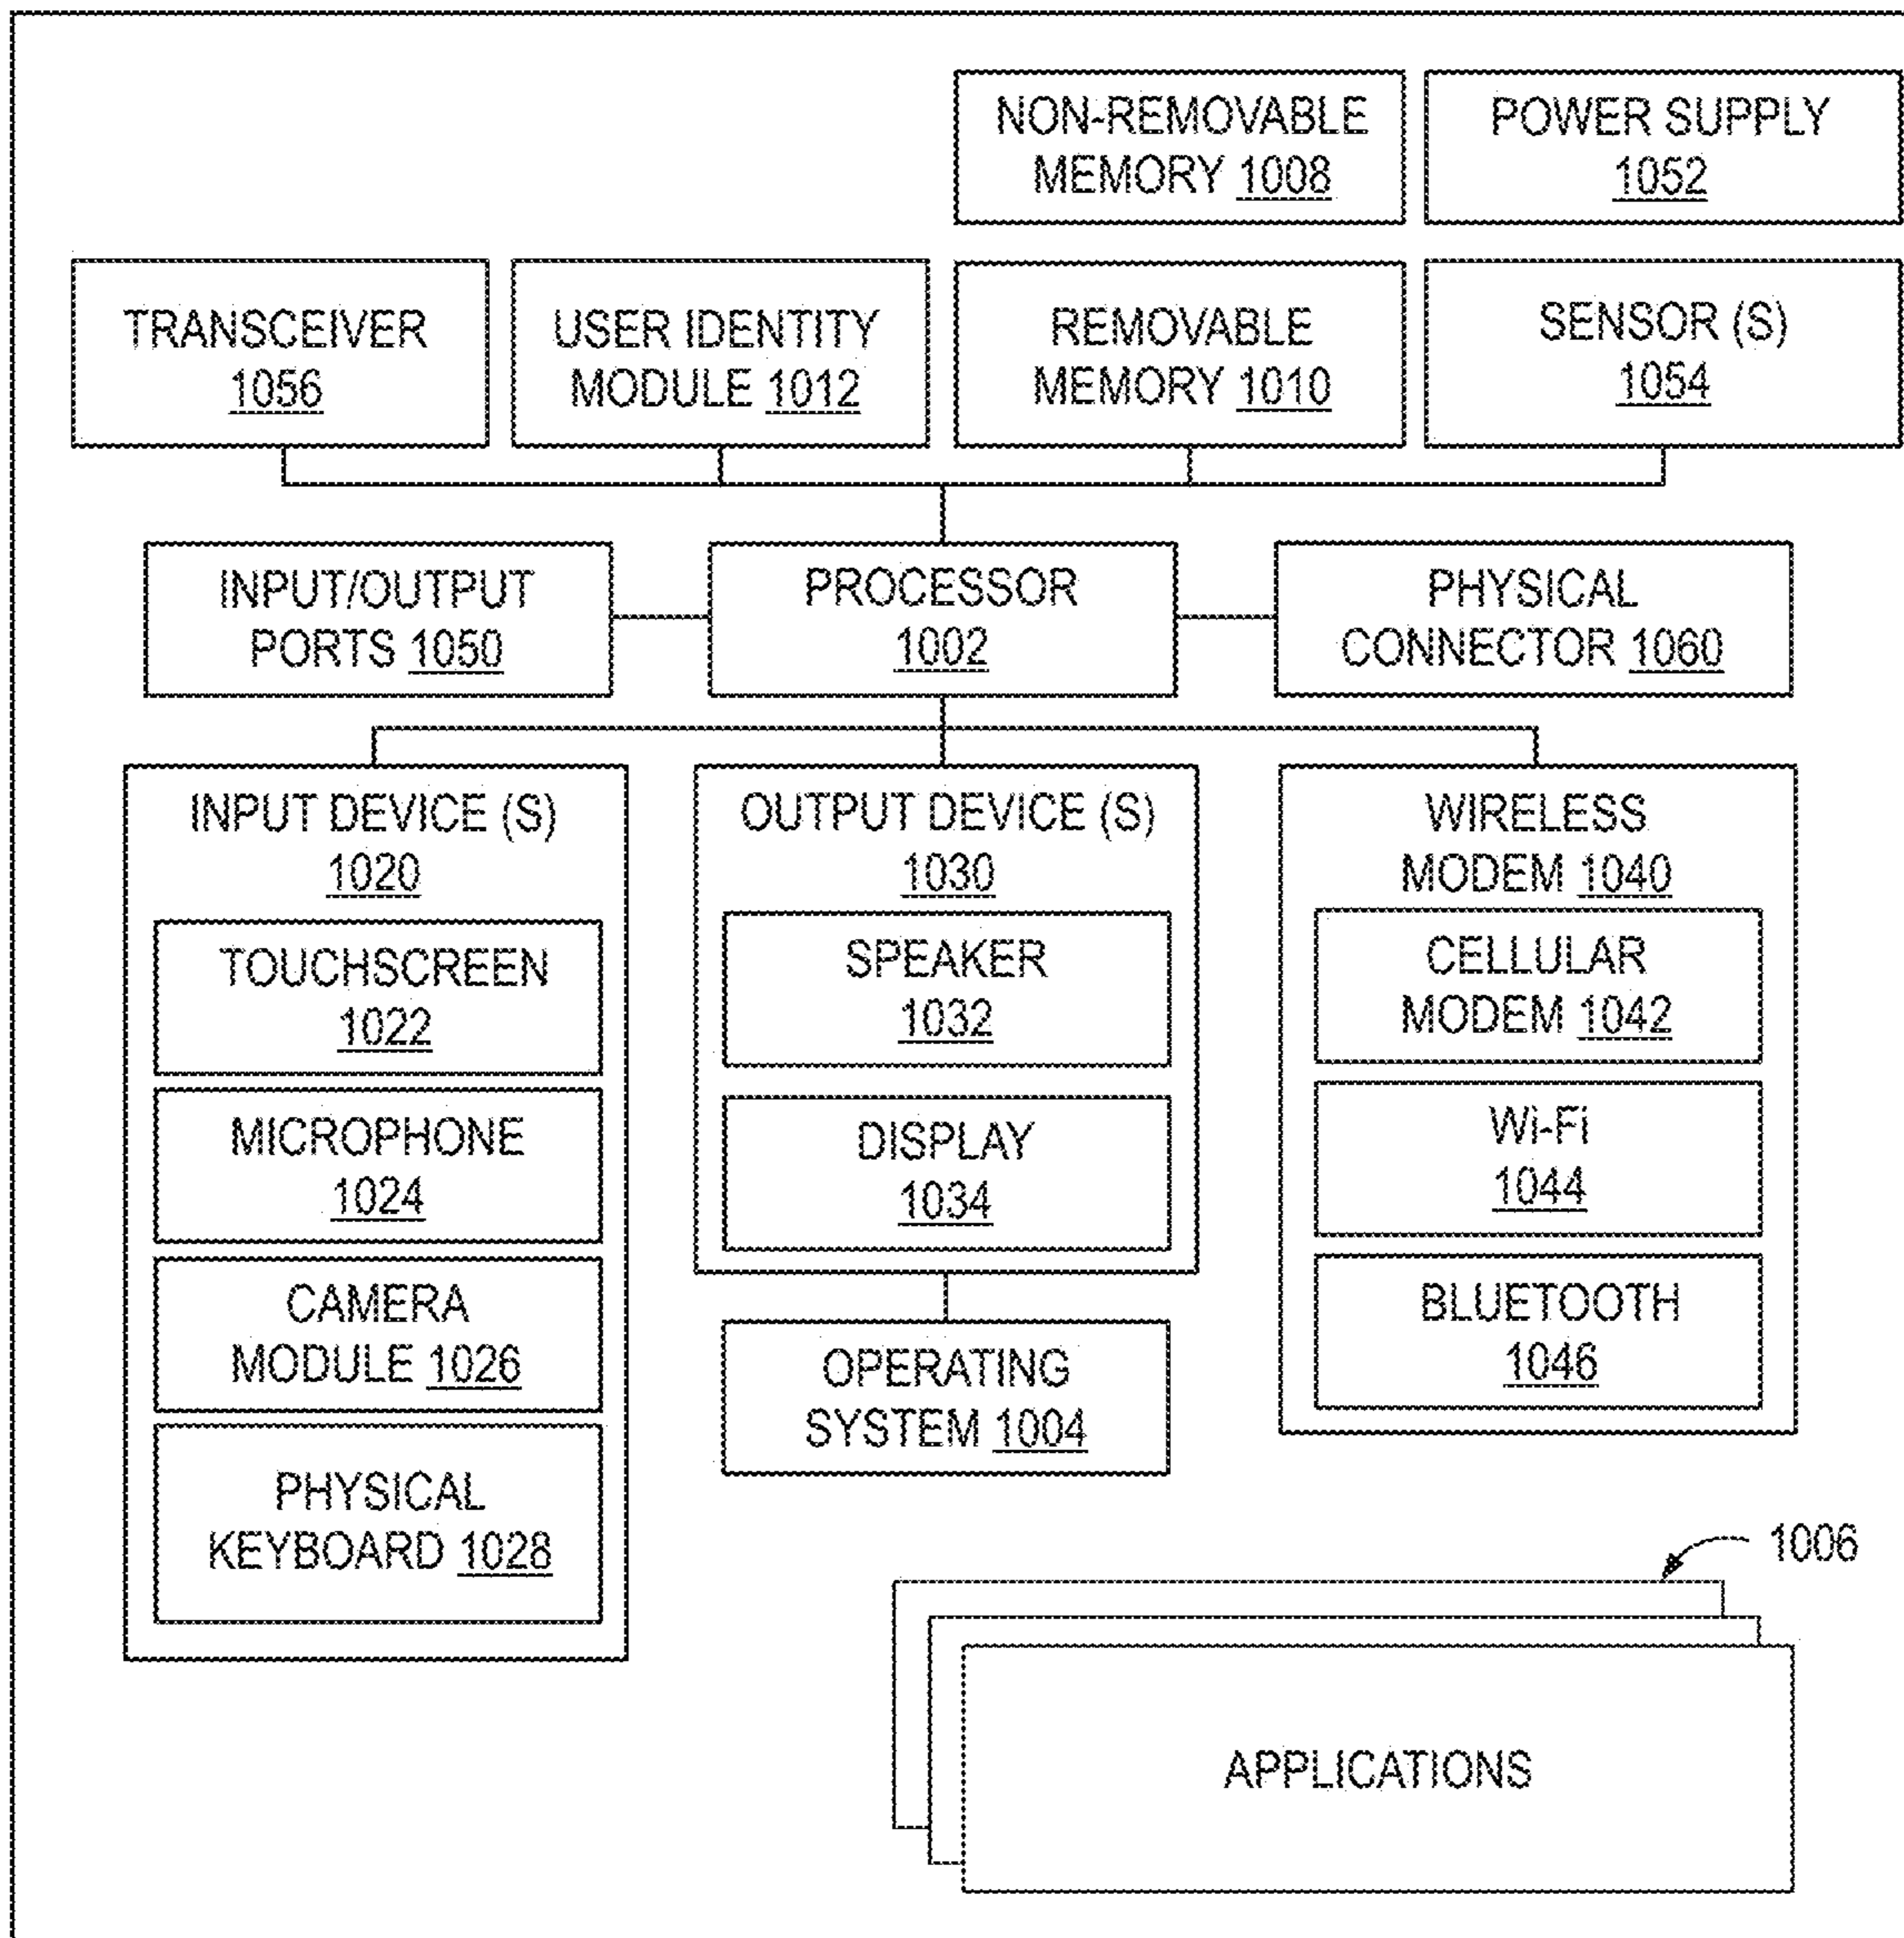 NON-REMOVABLE
MEMORY 1008
POWER SUPPLY
1052
TRANSCEIVER
1056
USER IDENTITY
MODULE 1012
REMOVABLE
MEMORY 1010
SENSOR (S)
1054
INPUT/OUTPUT
PORTS 1050
PROCESSOR
1002
PHYSICAL
CONNECTOR 1060
INPUT DEVICE (S)
1020
TOUCHSCREEN
1022
MICROPHONE
1024
CAMERA
MODULE 1026
PHYSICAL
KEYBOARD 1028
OUTPUT DEVICE (S)
1030
SPEAKER
1032
DISPLAY
1034
OPERATING
SYSTEM 1004
WIRELESS
MODEM 1040
CELLULAR
MODEM 1042
Wi-Fi
1044
BLUETOOTH
1046
1006
APPLICATIONS